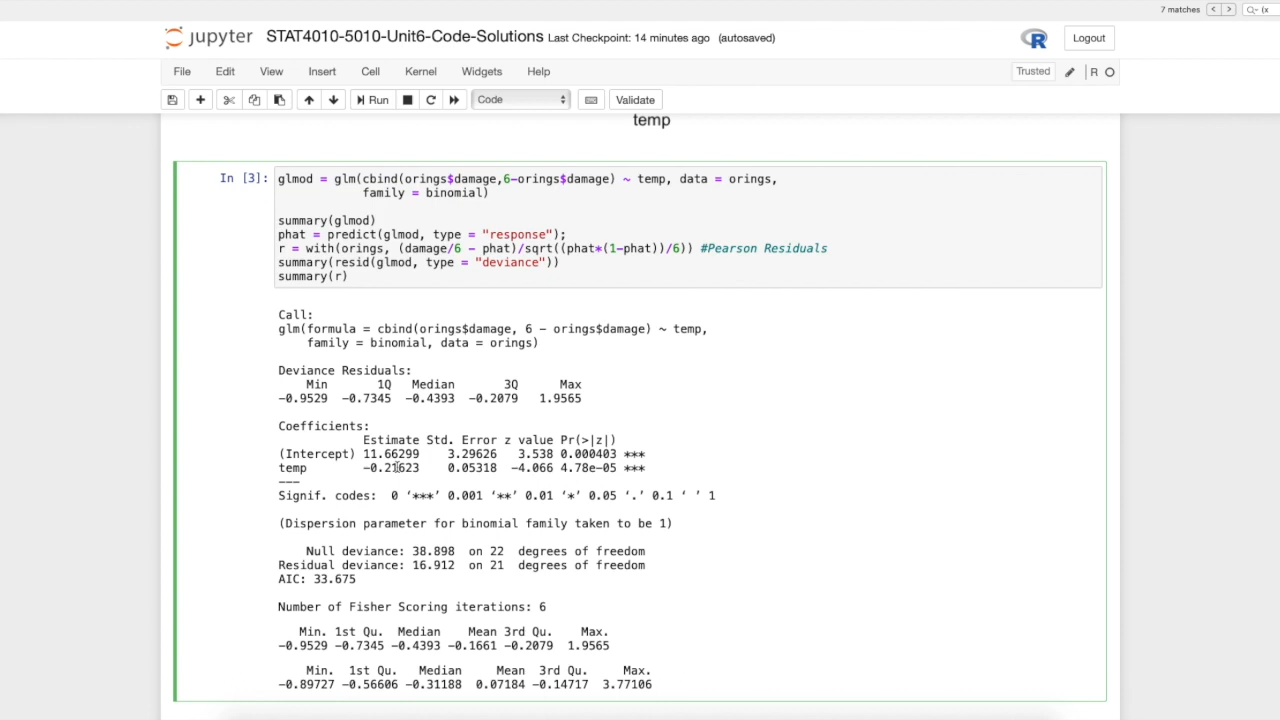 7 matches < > (x
jupyter STAT4010-5010-Unit6-Code-Solutions Last Checkpoint: 14 minutes ago (autosaved) R Logout
File Edit View Insert Cell Kernel Widgets Help Trusted R
Run Code Validate
temp
In [3]: glmod = glm(cbind(orings$damage,6-orings$damage) ~ temp, data = orings,
family = binomial)
summary(glmod)
phat = predict(glmod, type = "response");
r = with(orings, (damage/6 - phat)/sqrt((phat*(1-phat))/6)) #Pearson Residuals
summary(resid(glmod, type = "deviance"))
summary(r)
Call:
glm(formula = cbind(orings$damage, 6 - orings$damage) ~ temp,
family = binomial, data = orings)
Deviance Residuals:
Min 1Q Median 3Q Max
-0.9529 -0.7345 -0.4393 -0.2079 1.9565
Coefficients:
Estimate Std. Error z value Pr(>|z|)
(Intercept) 11.66299 3.29626 3.538 0.000403 ***
temp -0.21623 0.05318 -4.066 4.78e-05 ***
---
Signif. codes: 0 ‘***’ 0.001 ‘**’ 0.01 ‘*’ 0.05 ‘.’ 0.1 ‘ ’ 1
(Dispersion parameter for binomial family taken to be 1)
Null deviance: 38.898 on 22 degrees of freedom
Residual deviance: 16.912 on 21 degrees of freedom
AIC: 33.675
Number of Fisher Scoring iterations: 6
Min. 1st Qu. Median Mean 3rd Qu. Max.
-0.9529 -0.7345 -0.4393 -0.1661 -0.2079 1.9565
Min. 1st Qu. Median Mean 3rd Qu. Max.
-0.89727 -0.56606 -0.31188 0.07184 -0.14717 3.77106